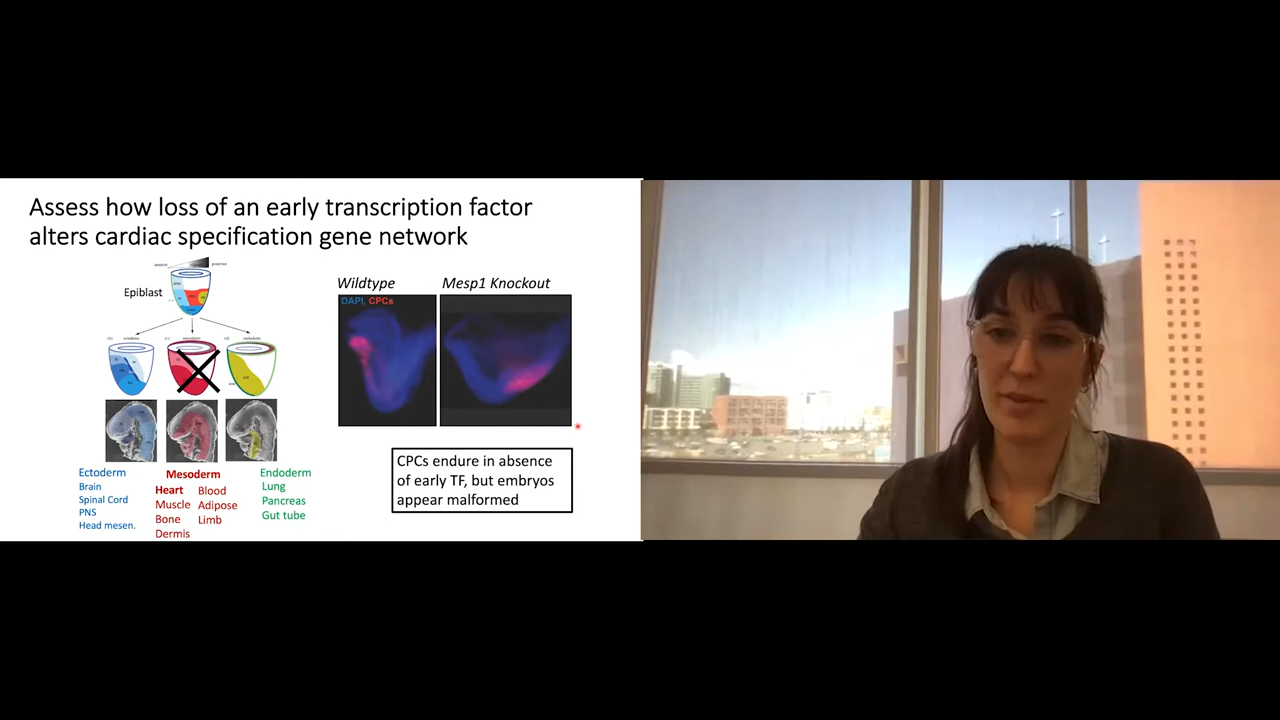 Assess how loss of an early transcription factor
alters cardiac specification gene network
anterior
posterior
Epiblast
Wildtype
Mesp1 Knockout
DAPI, CPCs
CPCs endure in absence
of early TF, but embryos
appear malformed
Ectoderm
Brain
Spinal Cord
PNS
Head mesen.
Mesoderm
Heart Blood
Muscle Adipose
Bone Limb
Dermis
Endoderm
Lung
Pancreas
Gut tube